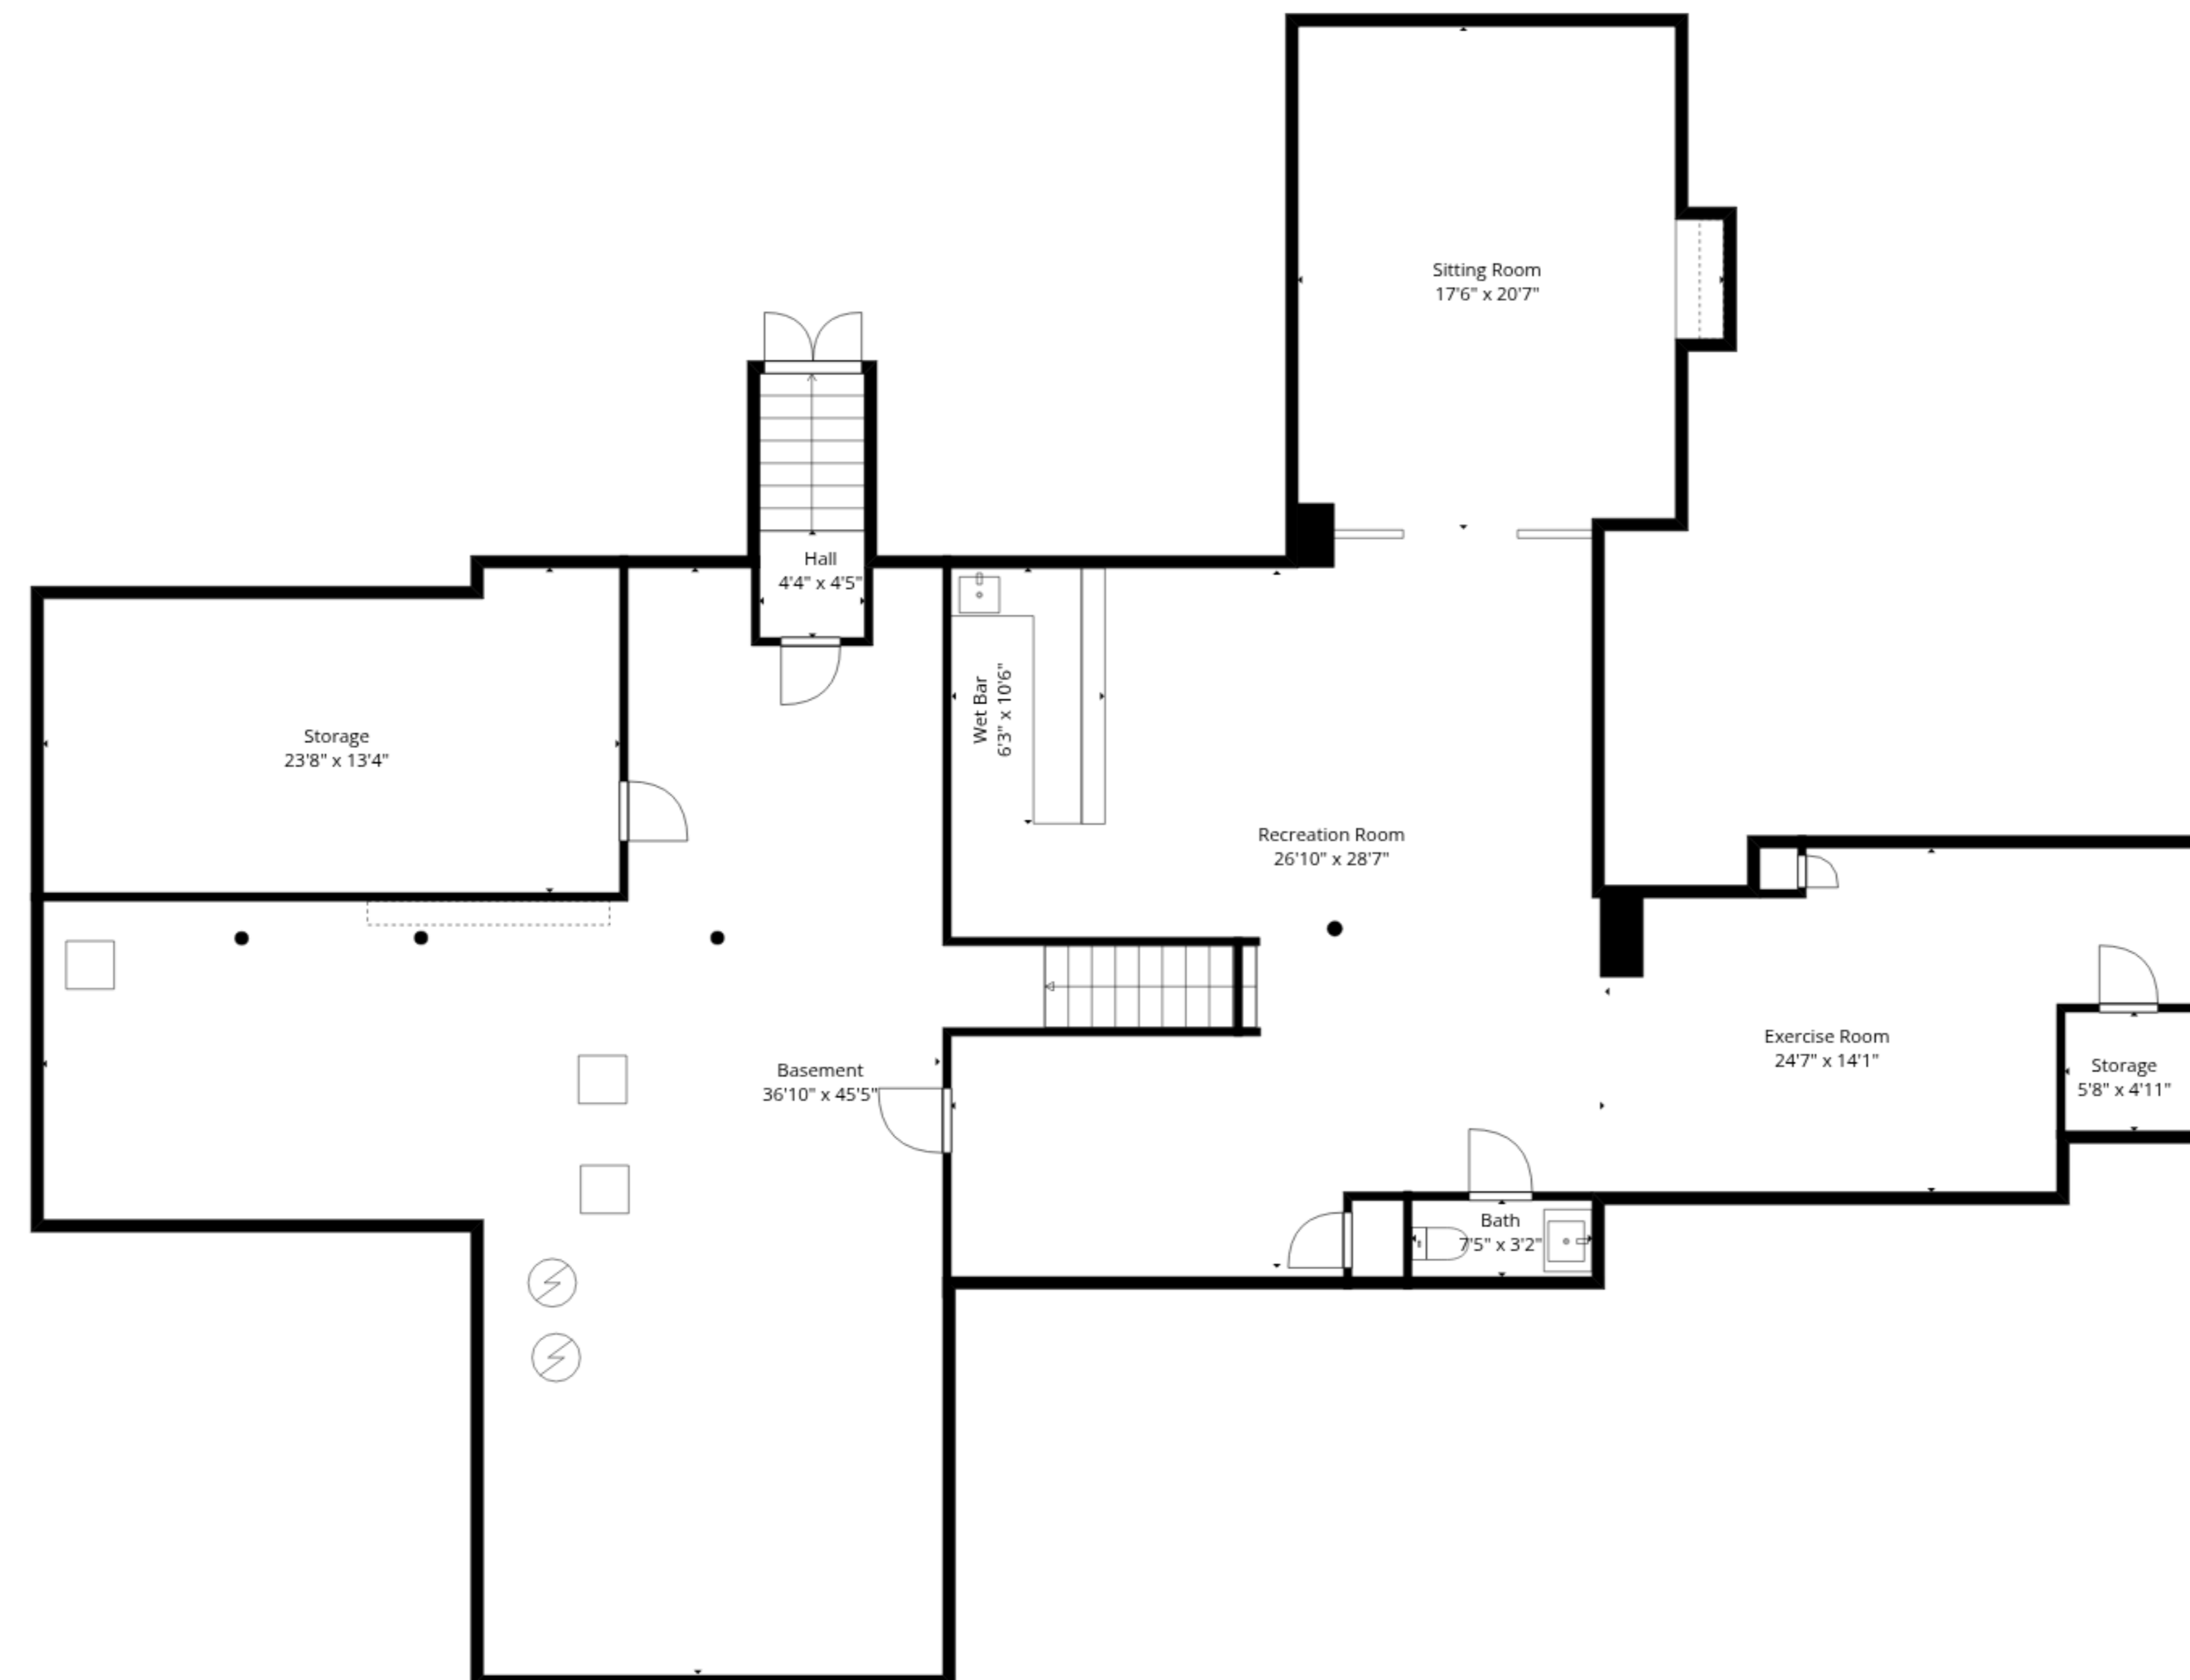 Sitting Room
17'6" x 20'7"
Hall
4'4" x 4'5"
Wet Bar
6'3" x 10'6"
Storage
23'8" x 13'4"
Recreation Room
26'10" x 28'7"
Exercise Room
24'7" x 14'1"
Storage
5'8" x 4'11"
Basement
36'10" x 45'5"
Bath
7'5" x 3'2"